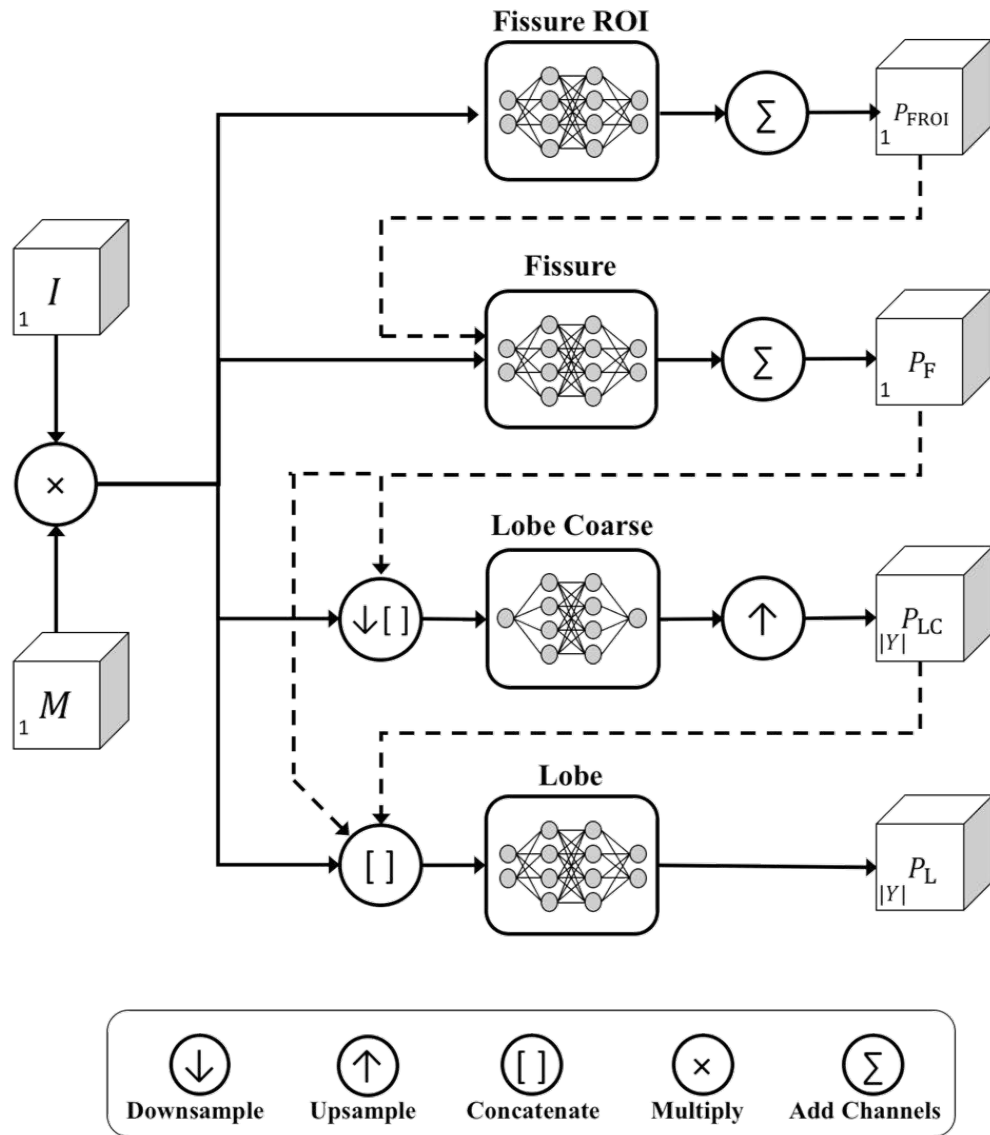 Fissure ROI
Σ
P_FROI
1
I
1
Fissure
Σ
P_F
1
×
Lobe Coarse
↓[ ]
↑
P_LC
|Y|
M
1
Lobe
[ ]
P_L
|Y|
↓ ↑ [ ] × Σ
Downsample Upsample Concatenate Multiply Add Channels